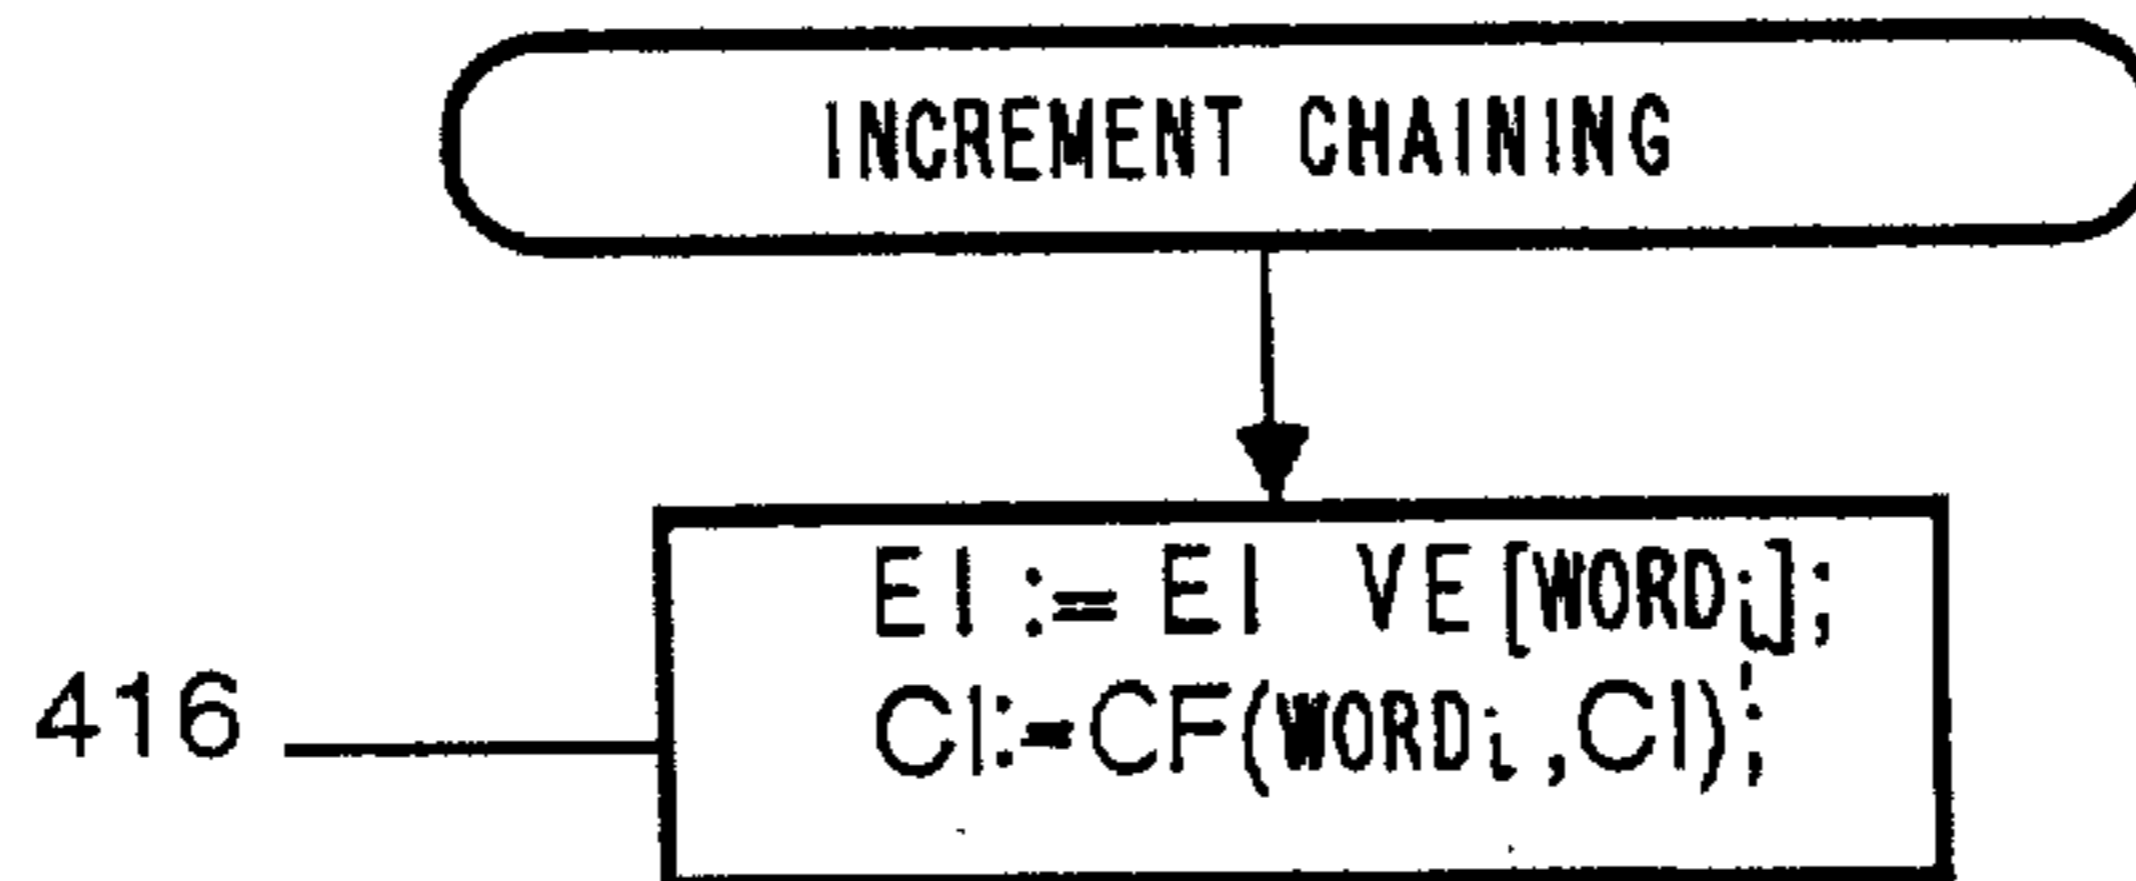 INCREMENT CHAINING
EI := EI VE[WORDi];
CI:=CF(WORDi,CI);
416